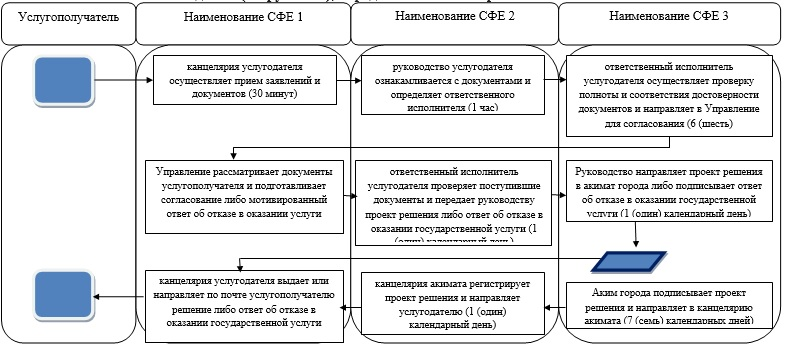 Услугополучатель
Наименование СФЕ 1
Наименование СФЕ 2
Наименование СФЕ 3
канцелярия услугодателя
осуществляет прием заявлений и
документов (30 минут)
руководство услугодателя
ознакамливается с документами и
определяет ответственного
исполнителя (1 час)
ответственный исполнитель
услугодателя осуществляет проверку
полноты и соответствия достоверности
документов и направляет в Управление
для согласования (6 (шесть)
Управление рассматривает документы
услугополучателя и подготавливает
согласование либо мотивированный
ответ об отказе в оказании услуги
ответственный исполнитель
услугодателя проверяет поступившие
документы и передает руководству
проект решения либо ответ об отказе в
оказании государственной услуги (1
(один) календарный день)
Руководство направляет проект решения
в акимат города либо подписывает ответ
об отказе в оказании государственной
услуги (1 (один) календарный день)
канцелярия услугодателя выдает или
направляет по почте услугополучателю
решение либо ответ об отказе в
оказании государственной услуги
канцелярия акимата регистрирует
проект решения и направляет
услугодателю (1 (один)
календарный день)
Аким города подписывает проект
решения и направляет в канцелярию
акимата (7 (семь) календарных дней)